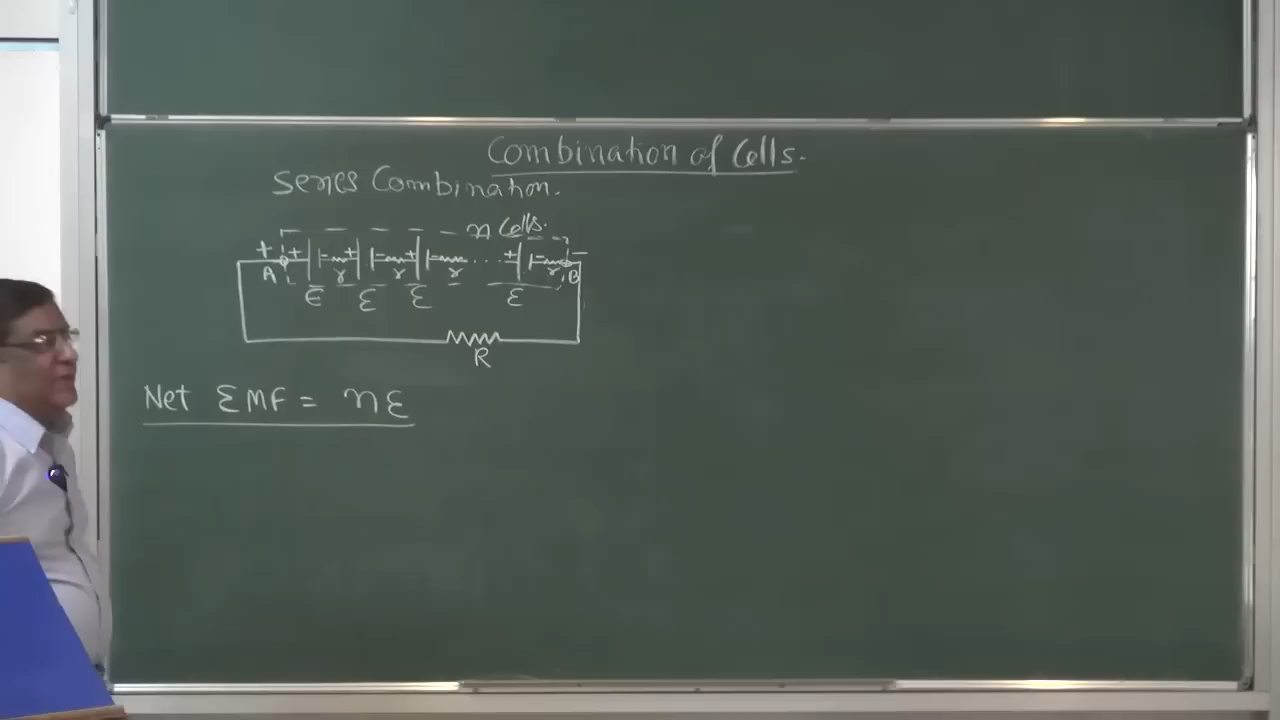 Combination of Cells.
Series Combination.
n Cells.
+ + + + + −
A r r r ... r B
ε ε ε ε
R
Net EMF = nε